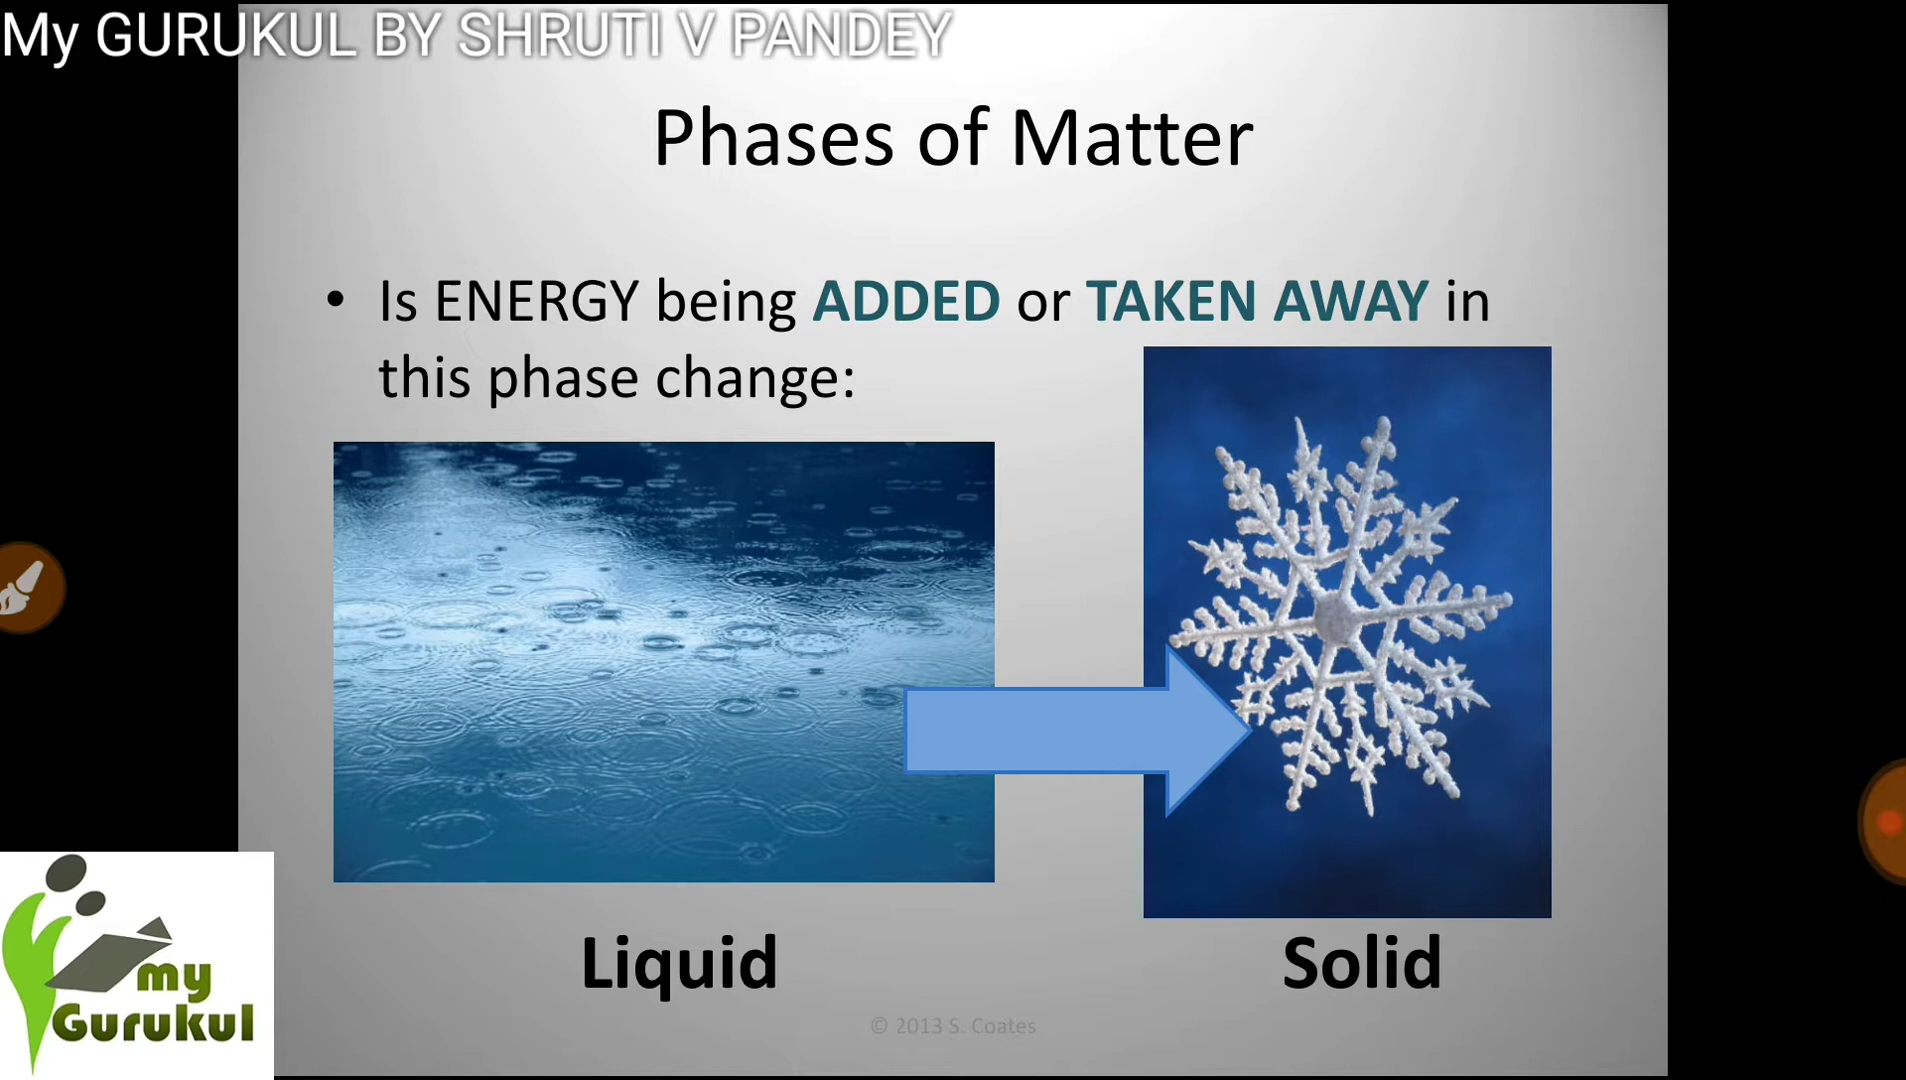 My GURUKUL BY SHRUTI V PANDEY
Phases of Matter
• Is ENERGY being ADDED or TAKEN AWAY in
this phase change:
Liquid
Solid
my
Gurukul
© 2013 S. Coates